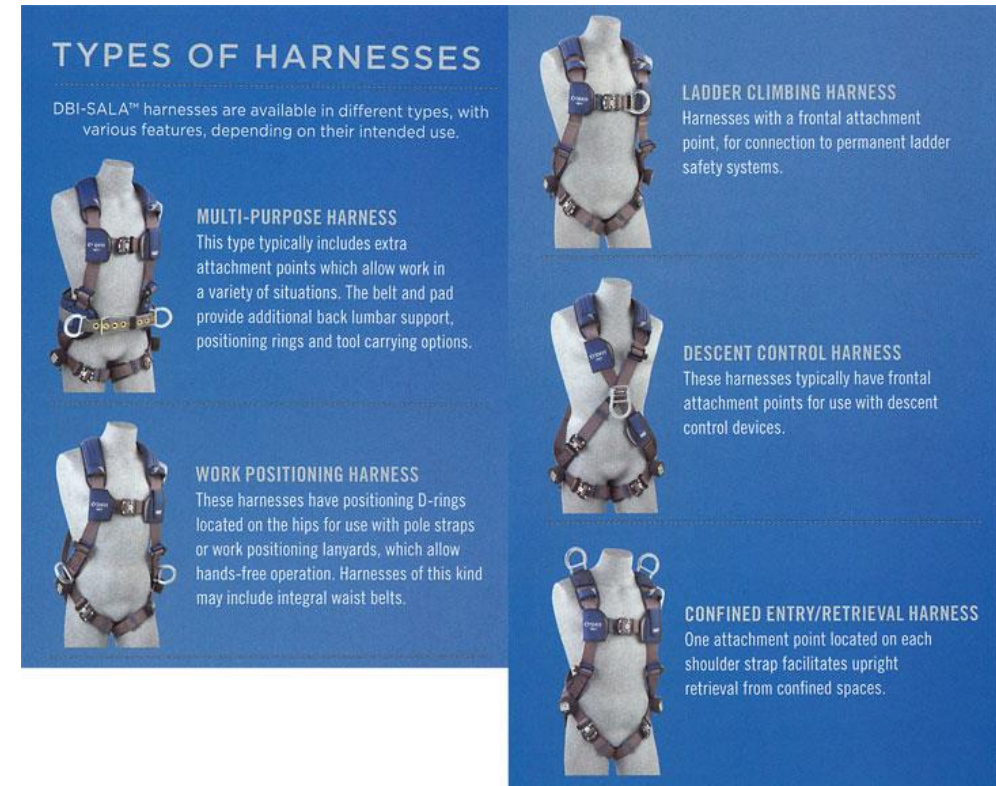 TYPES OF HARNESSES
DBI-SALA™ harnesses are available in different types, with
various features, depending on their intended use.
MULTI-PURPOSE HARNESS
This type typically includes extra
attachment points which allow work in
a variety of situations. The belt and pad
provide additional back lumbar support,
positioning rings and tool carrying options.
WORK POSITIONING HARNESS
These harnesses have positioning D-rings
located on the hips for use with pole straps
or work positioning lanyards, which allow
hands-free operation. Harnesses of this kind
may include integral waist belts.
LADDER CLIMBING HARNESS
Harnesses with a frontal attachment
point, for connection to permanent ladder
safety systems.
DESCENT CONTROL HARNESS
These harnesses typically have frontal
attachment points for use with descent
control devices.
CONFINED ENTRY/RETRIEVAL HARNESS
One attachment point located on each
shoulder strap facilitates upright
retrieval from confined spaces.